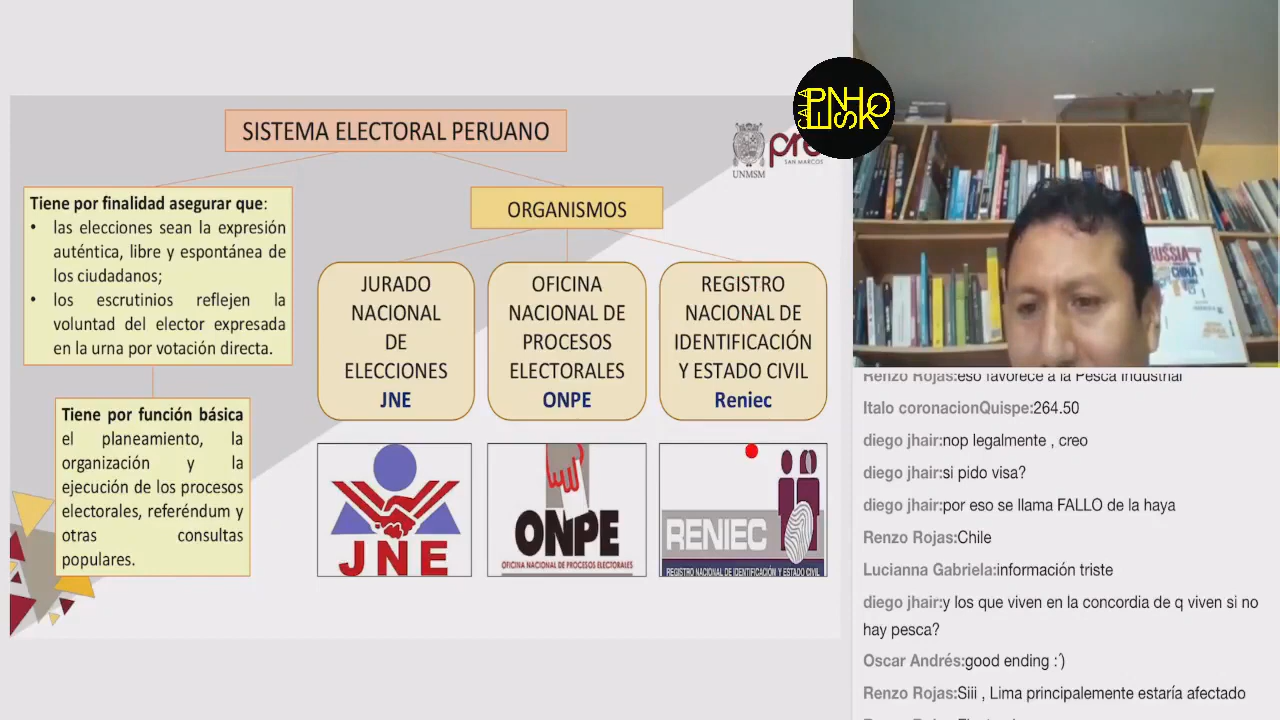 SISTEMA ELECTORAL PERUANO
UNMSM
pre
SAN MARCOS
CALA
PNHO
ESK
Tiene por finalidad asegurar que:
• las elecciones sean la expresión
auténtica, libre y espontánea de
los ciudadanos;
• los escrutinios reflejen la
voluntad del elector expresada
en la urna por votación directa.
Tiene por función básica
el planeamiento, la
organización y la
ejecución de los procesos
electorales, referéndum y
otras consultas
populares.
ORGANISMOS
JURADO
NACIONAL
DE
ELECCIONES
JNE
OFICINA
NACIONAL DE
PROCESOS
ELECTORALES
ONPE
REGISTRO
NACIONAL DE
IDENTIFICACIÓN
Y ESTADO CIVIL
Reniec
JNE
ONPE
OFICINA NACIONAL DE PROCESOS ELECTORALES
RENIEC
REGISTRO NACIONAL DE IDENTIFICACIÓN Y ESTADO CIVIL
RUSSIA
CHINA
Renzo Rojas:eso favorece a la Pesca Industrial
Italo coronacionQuispe:264.50
diego jhair:nop legalmente , creo
diego jhair:si pido visa?
diego jhair:por eso se llama FALLO de la haya
Renzo Rojas:Chile
Lucianna Gabriela:información triste
diego jhair:y los que viven en la concordia de q viven si no
hay pesca?
Oscar Andrés:good ending :´)
Renzo Rojas:Siii , Lima principalmente estaría afectado